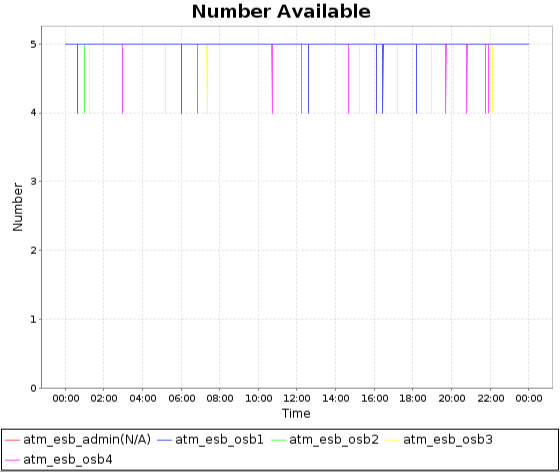 Number Available
5
4
3
2
1
0
Number
00:00 02:00 04:00 06:00 08:00 10:00 12:00 14:00 16:00 18:00 20:00 22:00 00:00
Time
atm_esb_admin(N/A) atm_esb_osb1 atm_esb_osb2 atm_esb_osb3
atm_esb_osb4